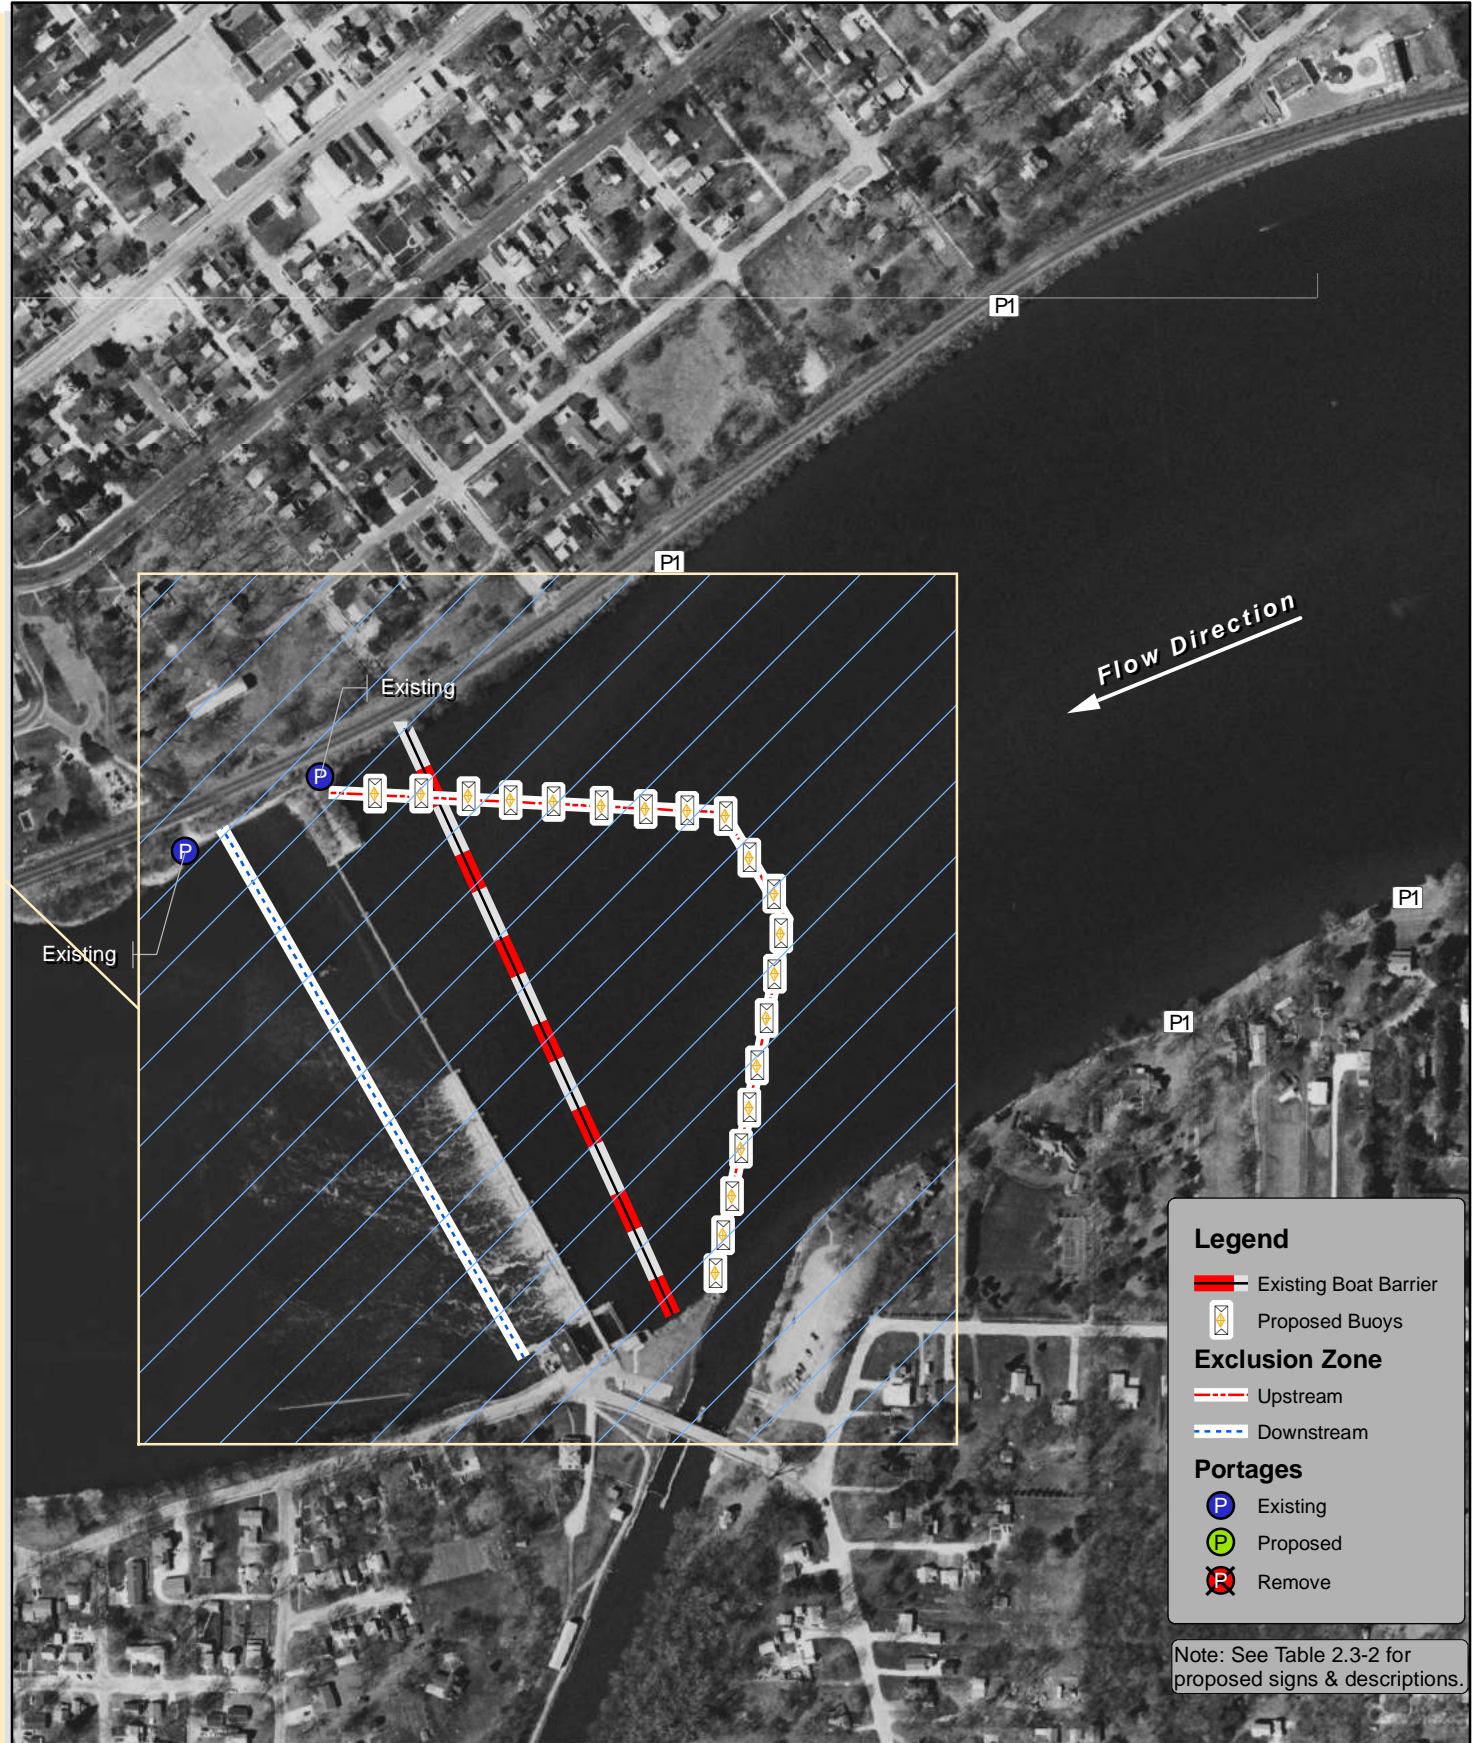 P1
P1
Flow Direction
Existing
P
P
P1
Existing
P1
Legend
Existing Boat Barrier
Proposed Buoys
Exclusion Zone
Upstream
Downstream
Portages
P Existing
P Proposed
P Remove
Note: See Table 2.3-2 for
proposed signs & descriptions.